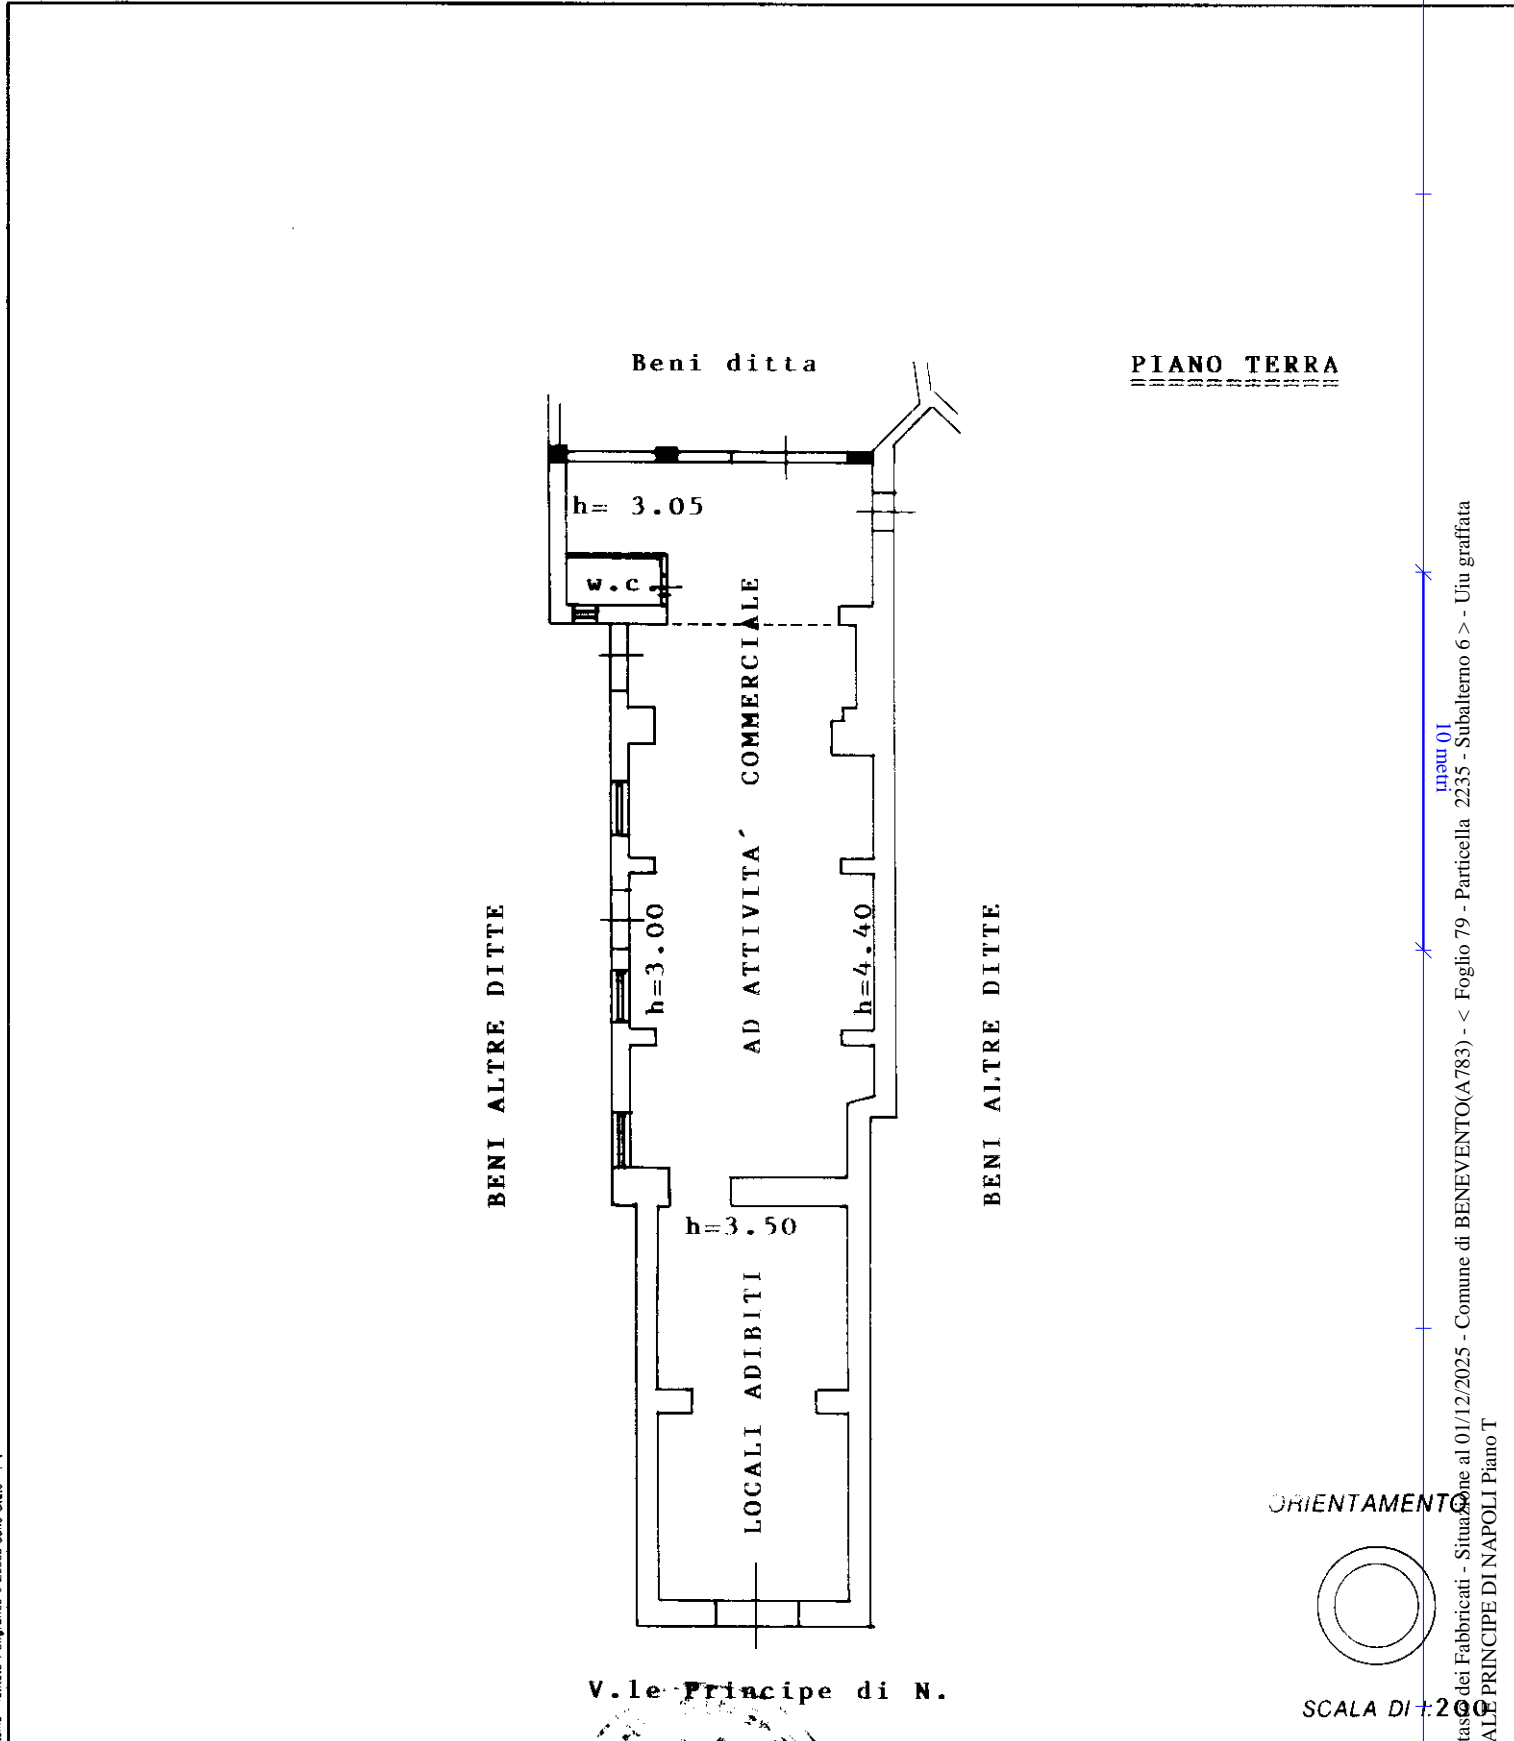 Beni ditta
PIANO TERRA
h= 3.05
w.c.
LOCALI ADIBITI AD ATTIVITA´ COMMERCIALE
h=3.00
h=4.40
BENI ALTRE DITTE
BENI ALTRE DITTE
h=3.50
V.le Principe di N.
ORIENTAMENTO
SCALA DI 1:200
10 metri
dei Fabbricati - Situazione al 01/12/2025 - Comune di BENEVENTO(A783) - < Foglio 79 - Particella 2235 - Subalterno 6 > - Uiu graffata
PRINCIPE DI NAPOLI Piano T